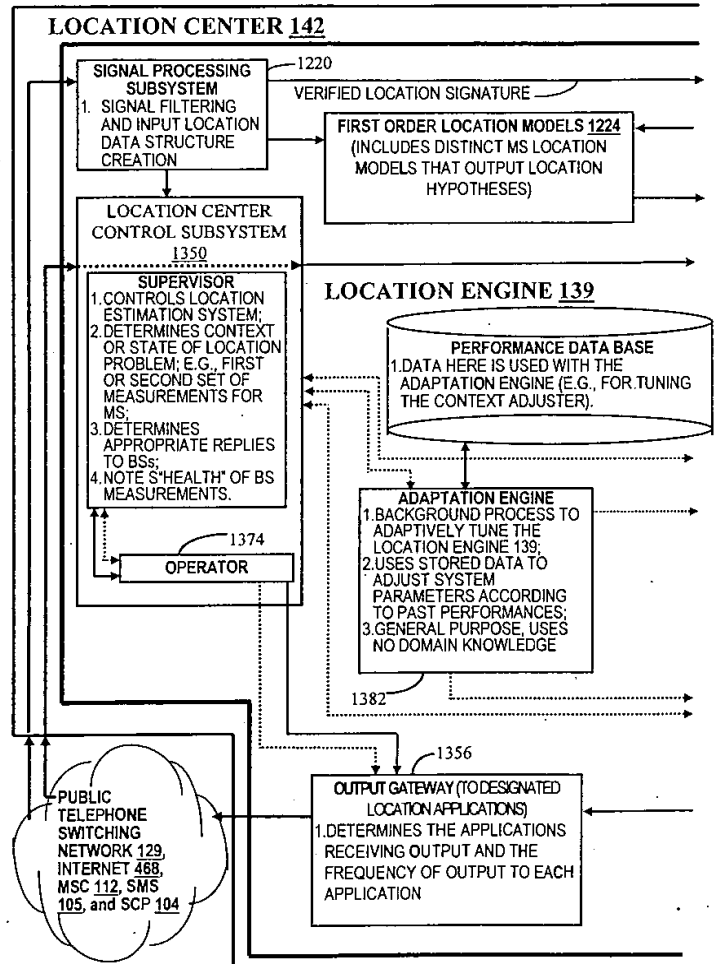 LOCATION CENTER 142
SIGNAL PROCESSING
SUBSYSTEM
1. SIGNAL FILTERING
AND INPUT LOCATION
DATA STRUCTURE
CREATION
1220
VERIFIED LOCATION SIGNATURE
FIRST ORDER LOCATION MODELS 1224
(INCLUDES DISTINCT MS LOCATION
MODELS THAT OUTPUT LOCATION
HYPOTHESES)
LOCATION CENTER
CONTROL SUBSYSTEM
1350
SUPERVISOR
1.CONTROLS LOCATION
ESTIMATION SYSTEM;
2.DETERMINES CONTEXT
OR STATE OF LOCATION
PROBLEM; E.G., FIRST
OR SECOND SET OF
MEASUREMENTS FOR
MS;
3.DETERMINES
APPROPRIATE REPLIES
TO BSs;
4.NOTE S"HEALTH" OF BS
MEASUREMENTS.
1374
OPERATOR
LOCATION ENGINE 139
PERFORMANCE DATA BASE
1.DATA HERE IS USED WITH THE
ADAPTATION ENGINE (E.G., FOR TUNING
THE CONTEXT ADJUSTER).
ADAPTATION ENGINE
1.BACKGROUND PROCESS TO
ADAPTIVELY TUNE THE
LOCATION ENGINE 139;
2.USES STORED DATA TO
ADJUST SYSTEM
PARAMETERS ACCORDING
TO PAST PERFORMANCES;
3.GENERAL PURPOSE, USES
NO DOMAIN KNOWLEDGE
1382
1356
OUTPUT GATEWAY (TO DESIGNATED
LOCATION APPLICATIONS)
1.DETERMINES THE APPLICATIONS
RECEIVING OUTPUT AND THE
FREQUENCY OF OUTPUT TO EACH
APPLICATION
PUBLIC
TELEPHONE
SWITCHING
NETWORK 129,
INTERNET 468,
MSC 112, SMS
105, and SCP 104